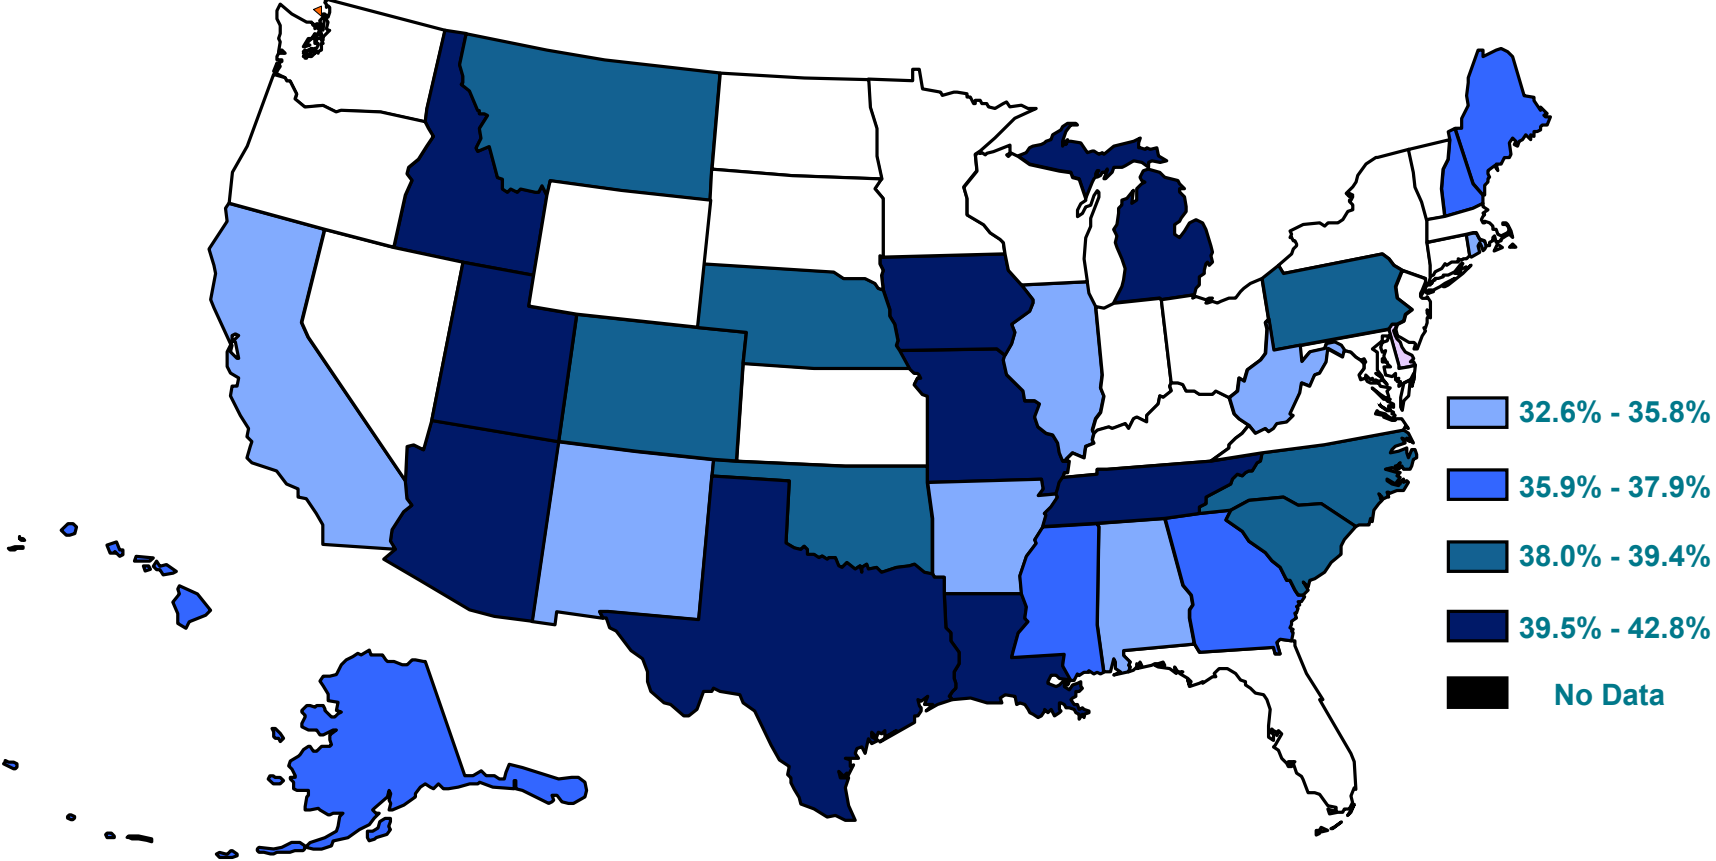 32.6% - 35.8%
35.9% - 37.9%
38.0% - 39.4%
39.5% - 42.8%
No Data